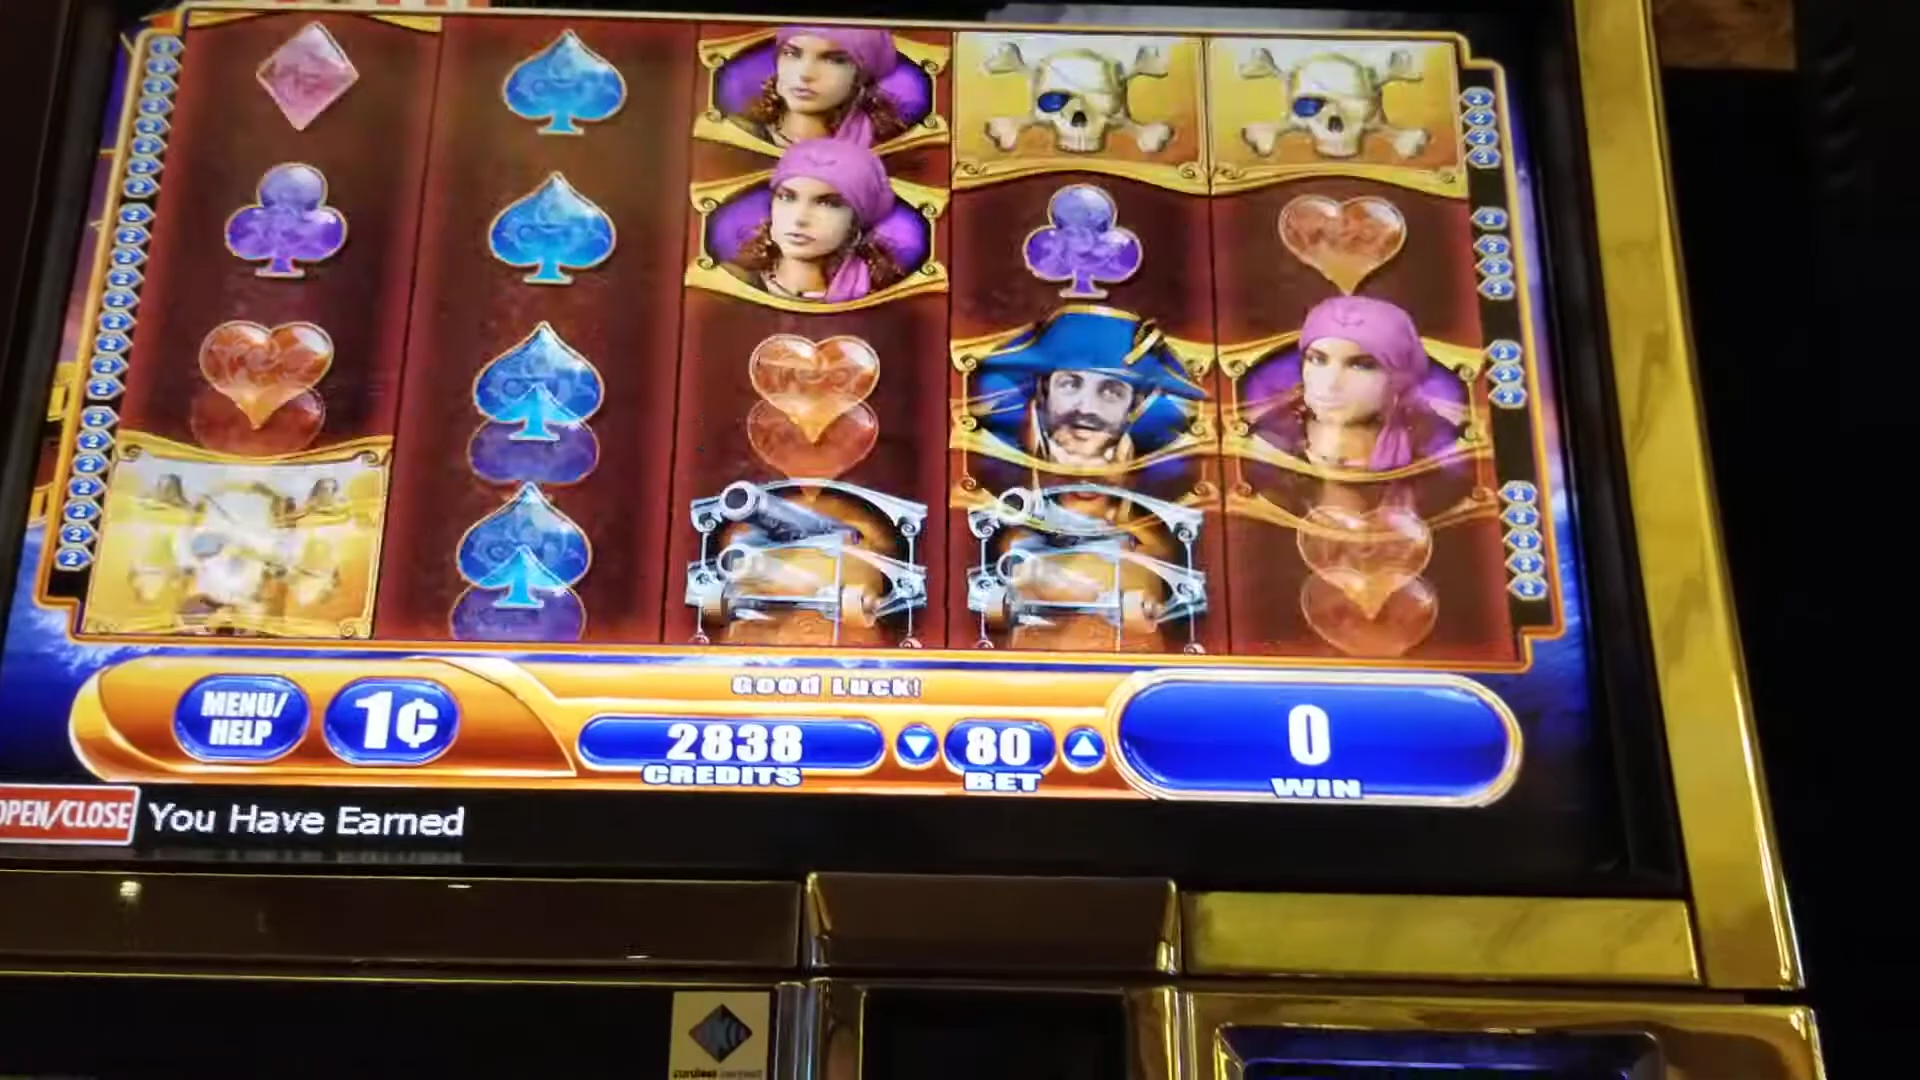 Good Luck!
MENU/
HELP
1¢
2838
CREDITS
80
BET
0
WIN
OPEN/CLOSE
You Have Earned